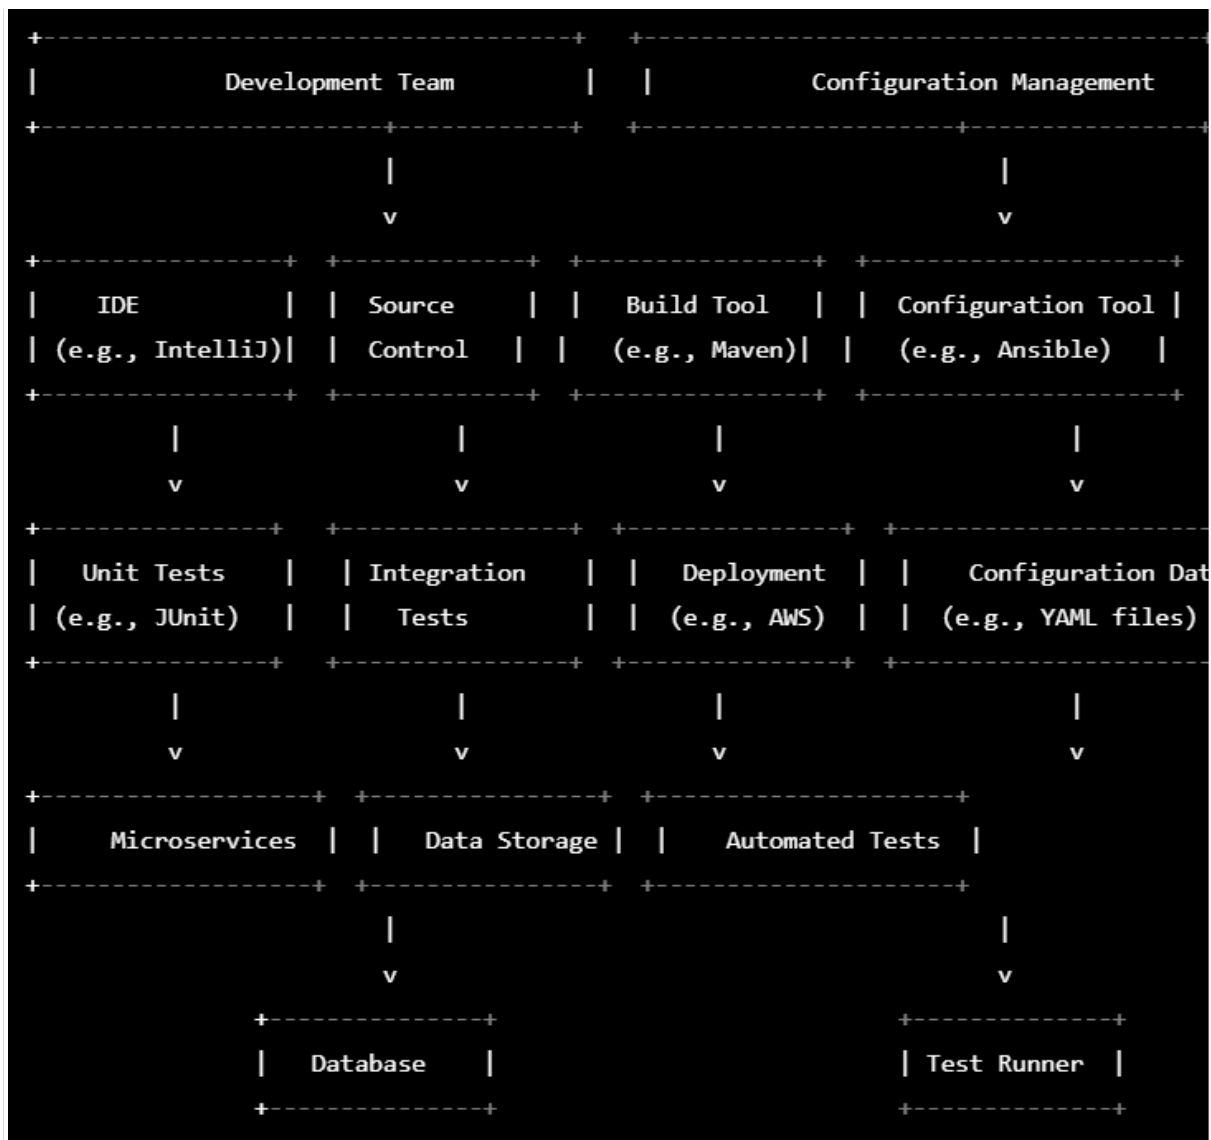 +--------------------------------------+   +----------------------------------------
|             Development Team         |   |           Configuration Management
+------------------------+------------+   +----------------------+----------------+
                         |                                          |
                         v                                          v
+------------------+  +--------------+  +-----------------+  +---------------------+
|    IDE          |  |  Source     |  |   Build Tool   |  |  Configuration Tool |
| (e.g., IntelliJ)|  |  Control   |  |   (e.g., Maven)|  |   (e.g., Ansible)   |
+------------------+  +--------------+  +-----------------+  +---------------------+
          |                   |                 |                        |
          v                   v                 v                        v
+----------------+   +----------------+  +---------------+  +----------------------
|   Unit Tests    |   | Integration    |  |   Deployment  |  |    Configuration Dat
| (e.g., JUnit)   |   |   Tests        |  |  (e.g., AWS)  |  |  (e.g., YAML files)
+----------------+   +----------------+  +---------------+  +----------------------
          |                   |                 |                        |
          v                   v                 v                        v
+-------------------+  +----------------+  +---------------------+
|     Microservices  |  |   Data Storage |  |    Automated Tests  |
+-------------------+  +----------------+  +---------------------+
                         |                                          |
                         v                                          v
                +---------------+                            +--------------+
                |   Database    |                            | Test Runner  |
                +---------------+                            +--------------+